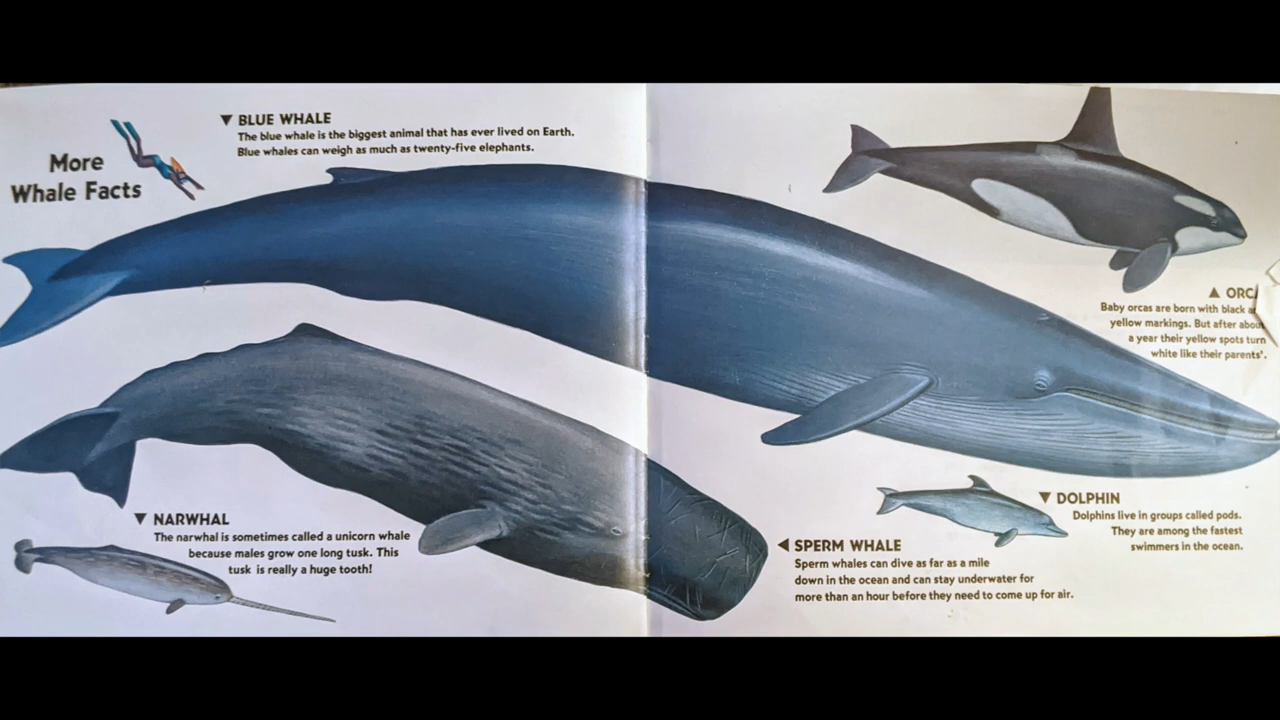 More
Whale Facts
▼ BLUE WHALE
The blue whale is the biggest animal that has ever lived on Earth.
Blue whales can weigh as much as twenty-five elephants.
▲
Baby orcas are born with black
yellow markings. But after
a year their yellow spots turn
white like their parents'.
▼ NARWHAL
The narwhal is sometimes called a unicorn whale
because males grow one long tusk. This
tusk is really a huge tooth!
◀ SPERM WHALE
Sperm whales can dive as far as a mile
down in the ocean and can stay underwater for
more than an hour before they need to come up for air.
▼ DOLPHIN
Dolphins live in groups called pods.
They are among the fastest
swimmers in the ocean.